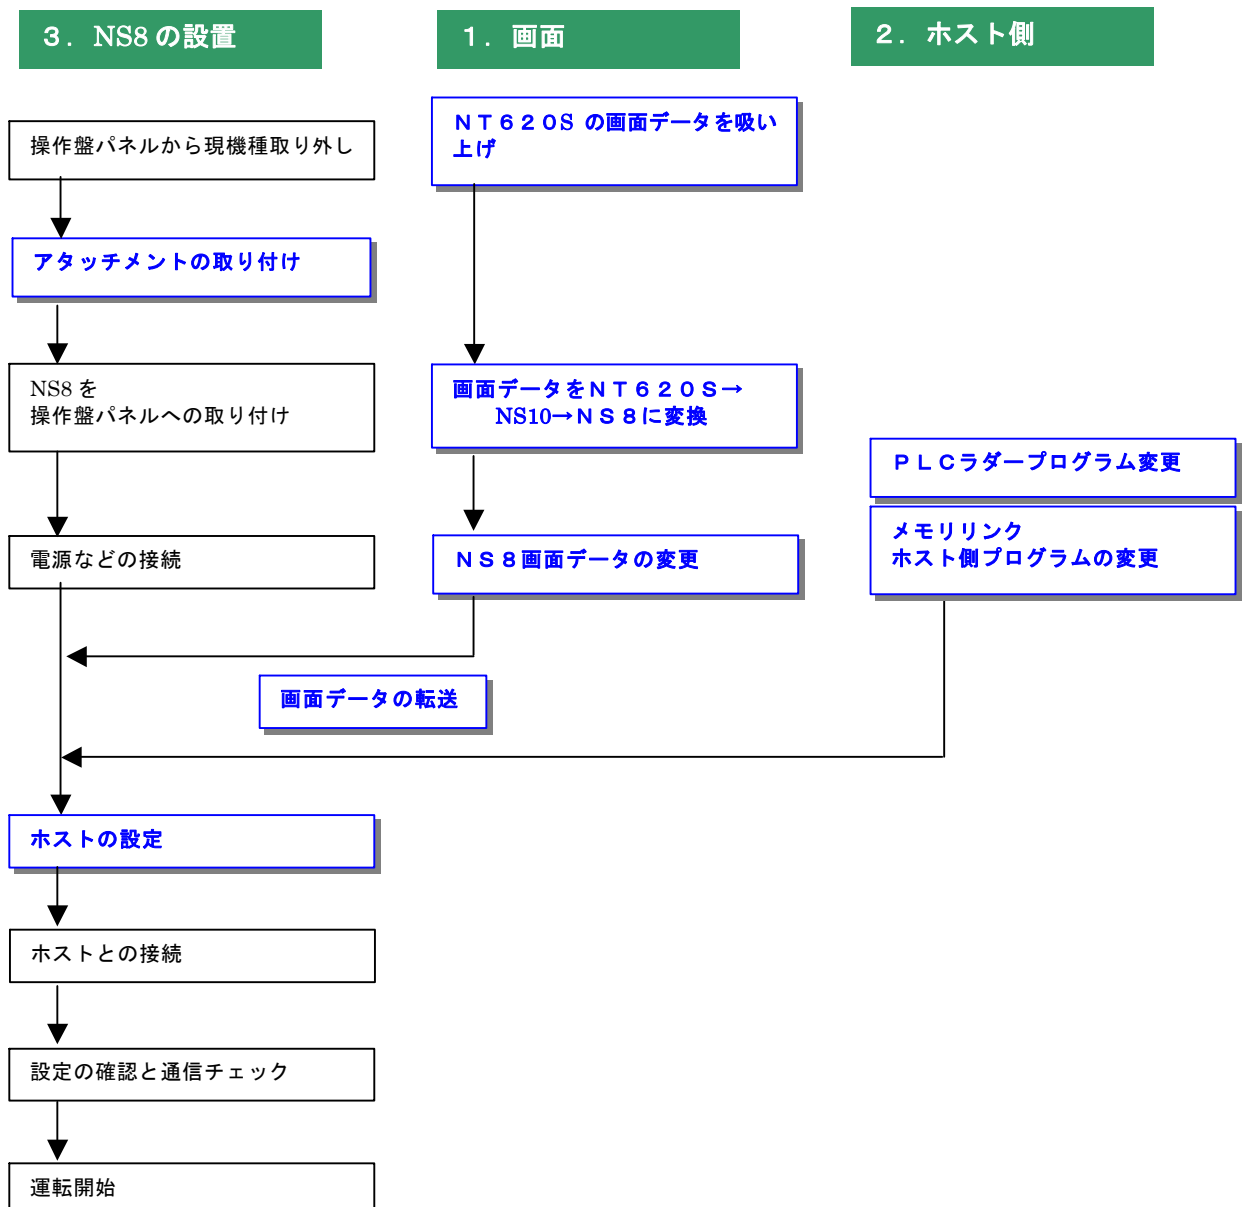 ３．NS8 の設置
１．画面
２．ホスト側
操作盤パネルから現機種取り外し
アタッチメントの取り付け
NS8 を
操作盤パネルへの取り付け
電源などの接続
ＮＴ６２０S の画面データを吸い
上げ
画面データをＮＴ６２０Ｓ→
NS10→ＮＳ８に変換
ＮＳ８画面データの変更
ＰＬＣラダープログラム変更
メモリリンク
ホスト側プログラムの変更
画面データの転送
ホストの設定
ホストとの接続
設定の確認と通信チェック
運転開始